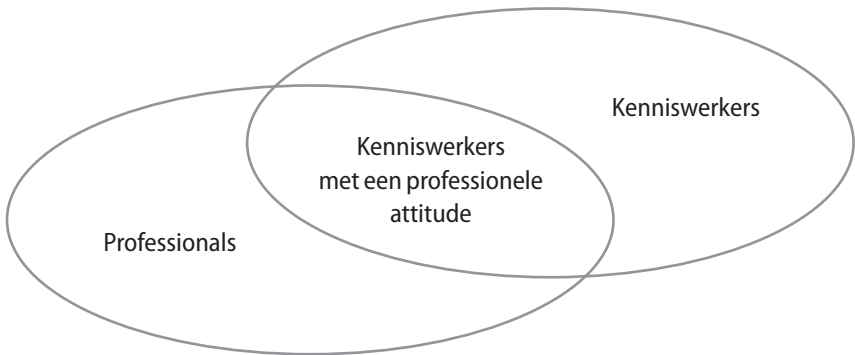 Kenniswerkers
Kenniswerkers
met een professionele
attitude
Professionals